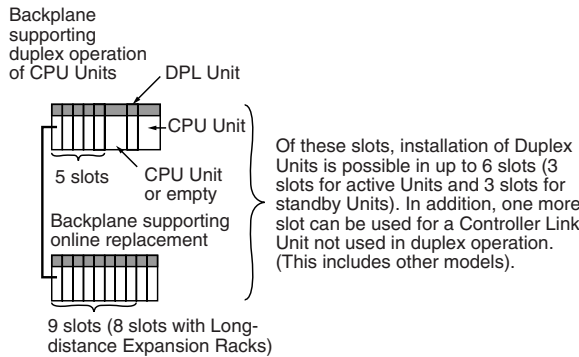 Backplane
supporting
duplex operation
of CPU Units
DPL Unit
CPU Unit
CPU Unit
or empty
5 slots
Backplane supporting
online replacement
9 slots (8 slots with Long-
distance Expansion Racks)
Of these slots, installation of Duplex
Units is possible in up to 6 slots (3
slots for active Units and 3 slots for
standby Units). In addition, one more
slot can be used for a Controller Link
Unit not used in duplex operation.
(This includes other models).